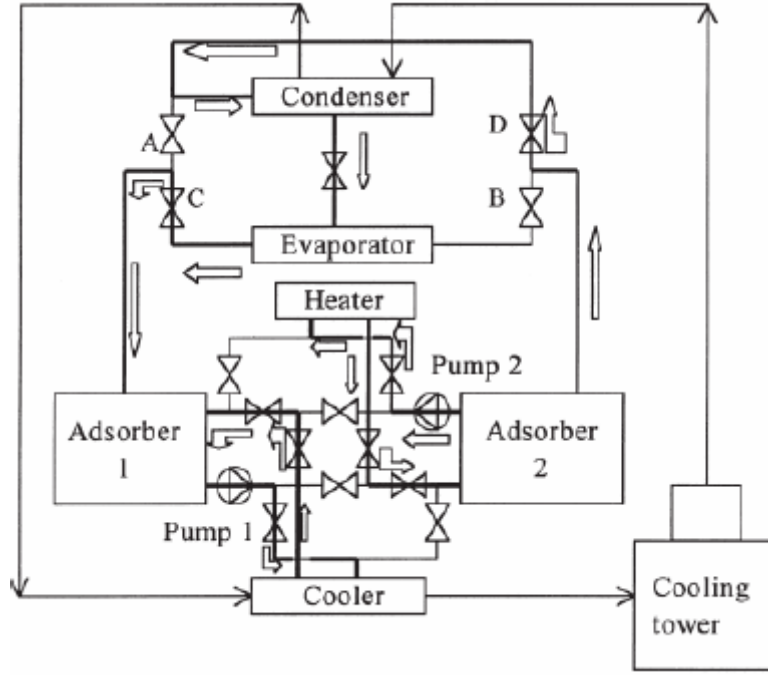 Condenser
A
D
C
B
Evaporator
Heater
Pump 2
Adsorber
1
Adsorber
2
Pump 1
Cooler
Cooling
tower